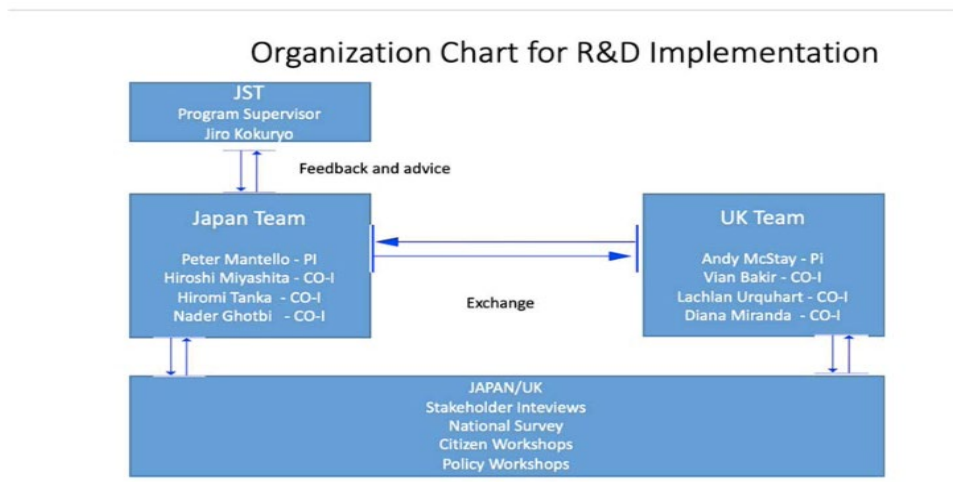 Organization Chart for R&D Implementation
JST
Program Supervisor
Jiro Kokuryo
Feedback and advice
Japan Team
Peter Mantello - PI
Hiroshi Miyashita - CO-I
Hiromi Tanka - CO-I
Nader Ghotbi - CO-I
UK Team
Andy McStay - Pi
Vian Bakir - CO-I
Lachlan Urquhart - CO-I
Diana Miranda - CO-I
Exchange
JAPAN/UK
Stakeholder Inteviews
National Survey
Citizen Workshops
Policy Workshops